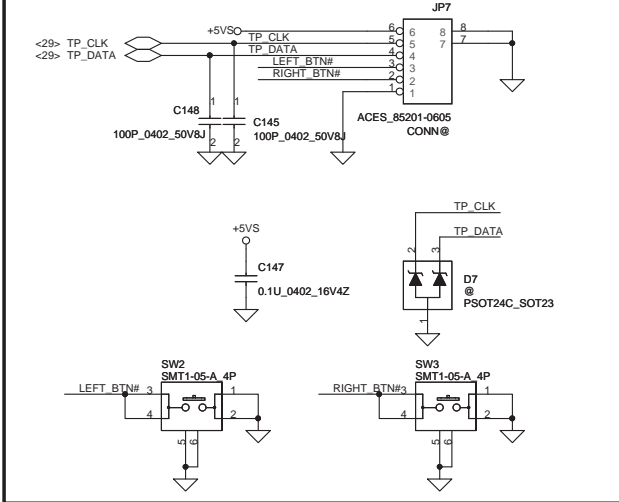 JP7
+5VS
<29> TP_CLK
TP_CLK
<29> TP_DATA
TP_DATA
LEFT_BTN#
RIGHT_BTN#
6 6 8 8
5 5 7 7
4 4
3 3
2 2
1 1
ACES_85201-0605
CONN@
1 1
C148
C145
100P_0402_50V8J
100P_0402_50V8J
2 2
+5VS
C147
0.1U_0402_16V4Z
TP_CLK
TP_DATA
2 3
D7
@
PSOT24C_SOT23
1
SW2
SMT1-05-A_4P
LEFT_BTN# 3 1
4 2
5 6
SW3
SMT1-05-A_4P
RIGHT_BTN# 3 1
4 2
5 6